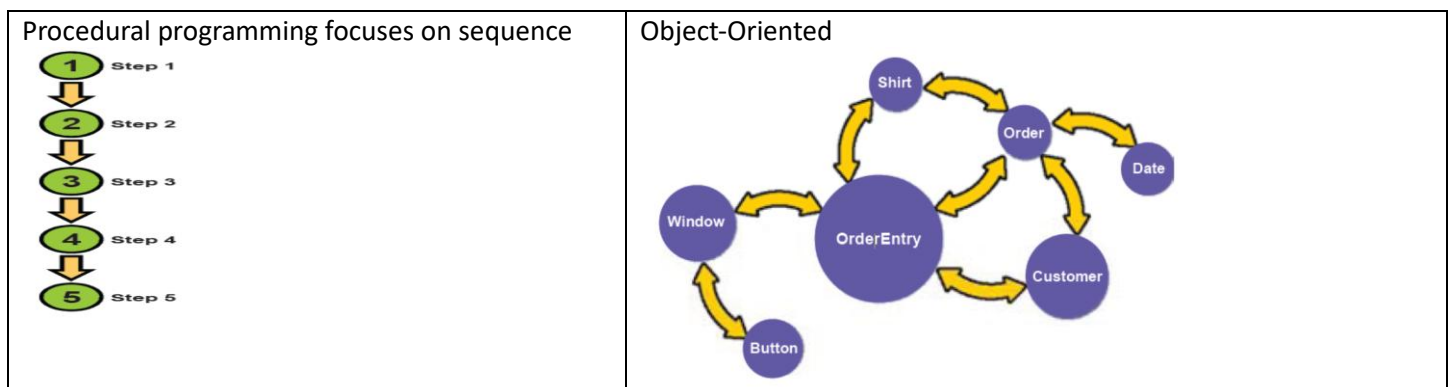 Procedural programming focuses on sequence
1 Step 1
2 Step 2
3 Step 3
4 Step 4
5 Step 5
Object-Oriented
Shirt
Order
Date
Window
OrderEntry
Customer
Button